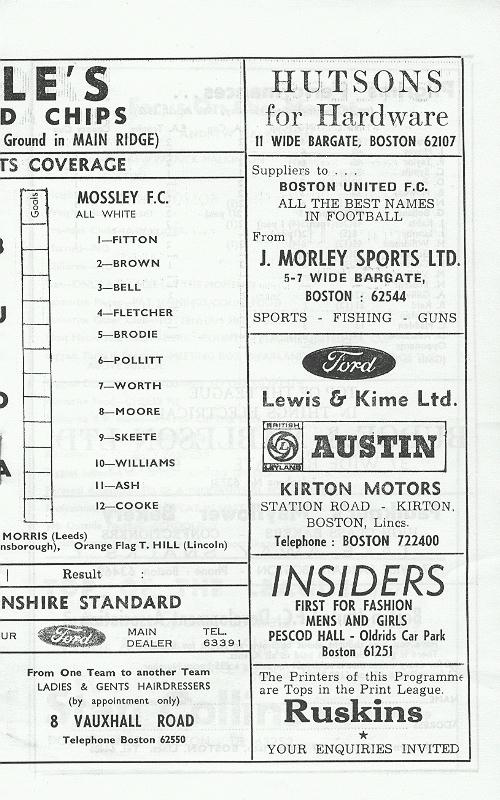 LE'S
D CHIPS
Ground in MAIN RIDGE)
TS COVERAGE
Goals
MOSSLEY F.C.
ALL WHITE
1—FITTON
2—BROWN
3—BELL
4—FLETCHER
5—BRODIE
6—POLLITT
7—WORTH
8—MOORE
9—SKEETE
10—WILLIAMS
11—ASH
12—COOKE
MORRIS (Leeds)
nsborough), Orange Flag T. HILL (Lincoln)
Result :
NSHIRE STANDARD
UR Ford MAIN DEALER TEL. 63391
From One Team to another Team
LADIES & GENTS HAIRDRESSERS
(by appointment only)
8 VAUXHALL ROAD
Telephone Boston 62550
HUTSONS
for Hardware
11 WIDE BARGATE, BOSTON 62107
Suppliers to . . .
BOSTON UNITED F.C.
ALL THE BEST NAMES
IN FOOTBALL
From
J. MORLEY SPORTS LTD.
5-7 WIDE BARGATE,
BOSTON : 62544
SPORTS - FISHING - GUNS
Ford
Lewis & Kime Ltd.
BRITISH
LEYLAND
AUSTIN
KIRTON MOTORS
STATION ROAD - KIRTON,
BOSTON, Lincs.
Telephone : BOSTON 722400
INSIDERS
FIRST FOR FASHION
MENS AND GIRLS
PESCOD HALL - Oldrids Car Park
Boston 61251
The Printers of this Programme
are Tops in the Print League.
Ruskins
★
YOUR ENQUIRIES INVITED